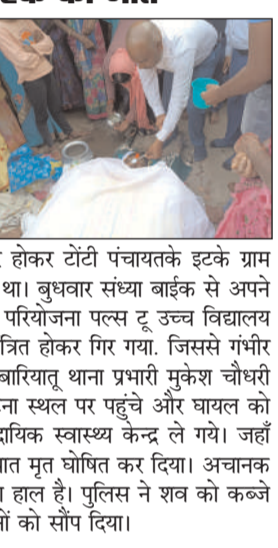 होकर टोंटी पंचायतके इटके ग्राम
था। बुधवार संध्या बाईक से अपने
परियोजना पल्स टू उच्च विद्यालय
त्रित होकर गिर गया. जिससे गंभीर
बारियातू थाना प्रभारी मुकेश चौधरी
ना स्थल पर पहुंचे और घायल को
दायिक स्वास्थ्य केन्द्र ले गये। जहाँ
ात मृत घोषित कर दिया। अचानक
हाल है। पुलिस ने शव को कब्जे
ों को सौंप दिया।